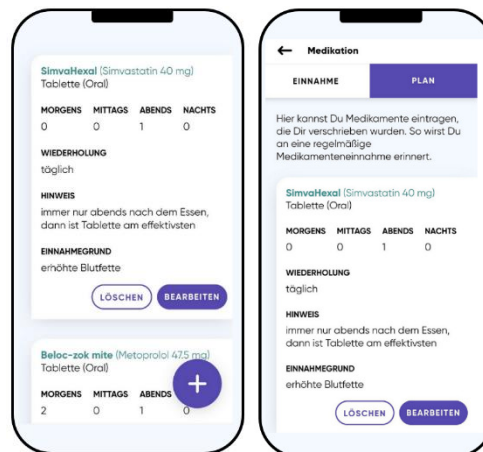 SimvaHexal (Simvastatin 40 mg)
Tablette (Oral)
MORGENS MITTAGS ABENDS NACHTS
0 0 1 0
WIEDERHOLUNG
täglich
HINWEIS
immer nur abends nach dem Essen,
dann ist Tablette am effektivsten
EINNAHMEGRUND
erhöhte Blutfette
LÖSCHEN BEARBEITEN
Beloc-zok mite (Metoprolol 47.5 mg)
Tablette (Oral)
MORGENS MITTAGS ABENDS
2 0 1 0
+
← Medikation
EINNAHME PLAN
Hier kannst Du Medikamente eintragen,
die Dir verschrieben wurden. So wirst Du
an eine regelmäßige
Medikamenteneinnahme erinnert.
SimvaHexal (Simvastatin 40 mg)
Tablette (Oral)
MORGENS MITTAGS ABENDS NACHTS
0 0 1 0
WIEDERHOLUNG
täglich
HINWEIS
immer nur abends nach dem Essen,
dann ist Tablette am effektivsten
EINNAHMEGRUND
erhöhte Blutfette
LÖSCHEN BEARBEITEN